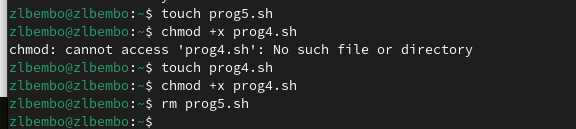 zlbembo@zlbembo:~$ touch prog5.sh
zlbembo@zlbembo:~$ chmod +x prog4.sh
chmod: cannot access 'prog4.sh': No such file or directory
zlbembo@zlbembo:~$ touch prog4.sh
zlbembo@zlbembo:~$ chmod +x prog4.sh
zlbembo@zlbembo:~$ rm prog5.sh
zlbembo@zlbembo:~$